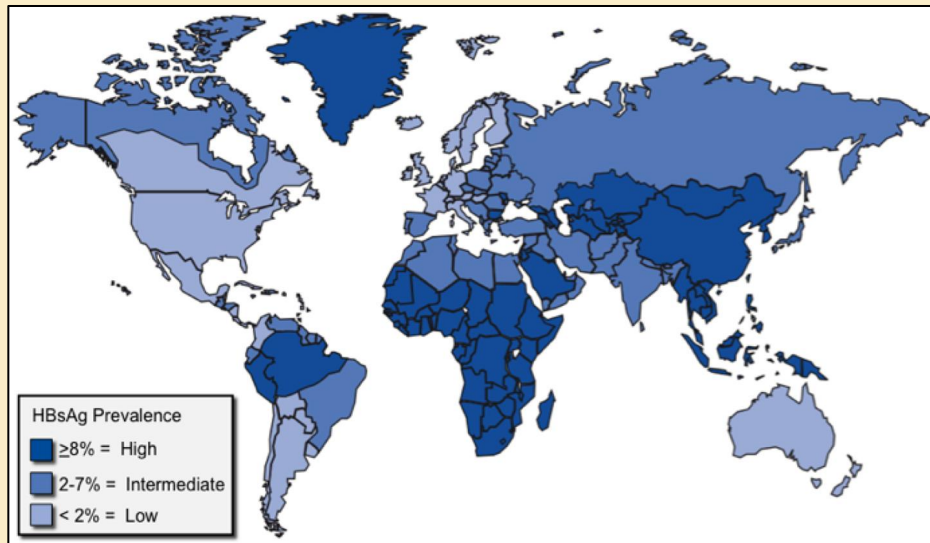 HBsAg Prevalence
≥8% = High
2-7% = Intermediate
< 2% = Low